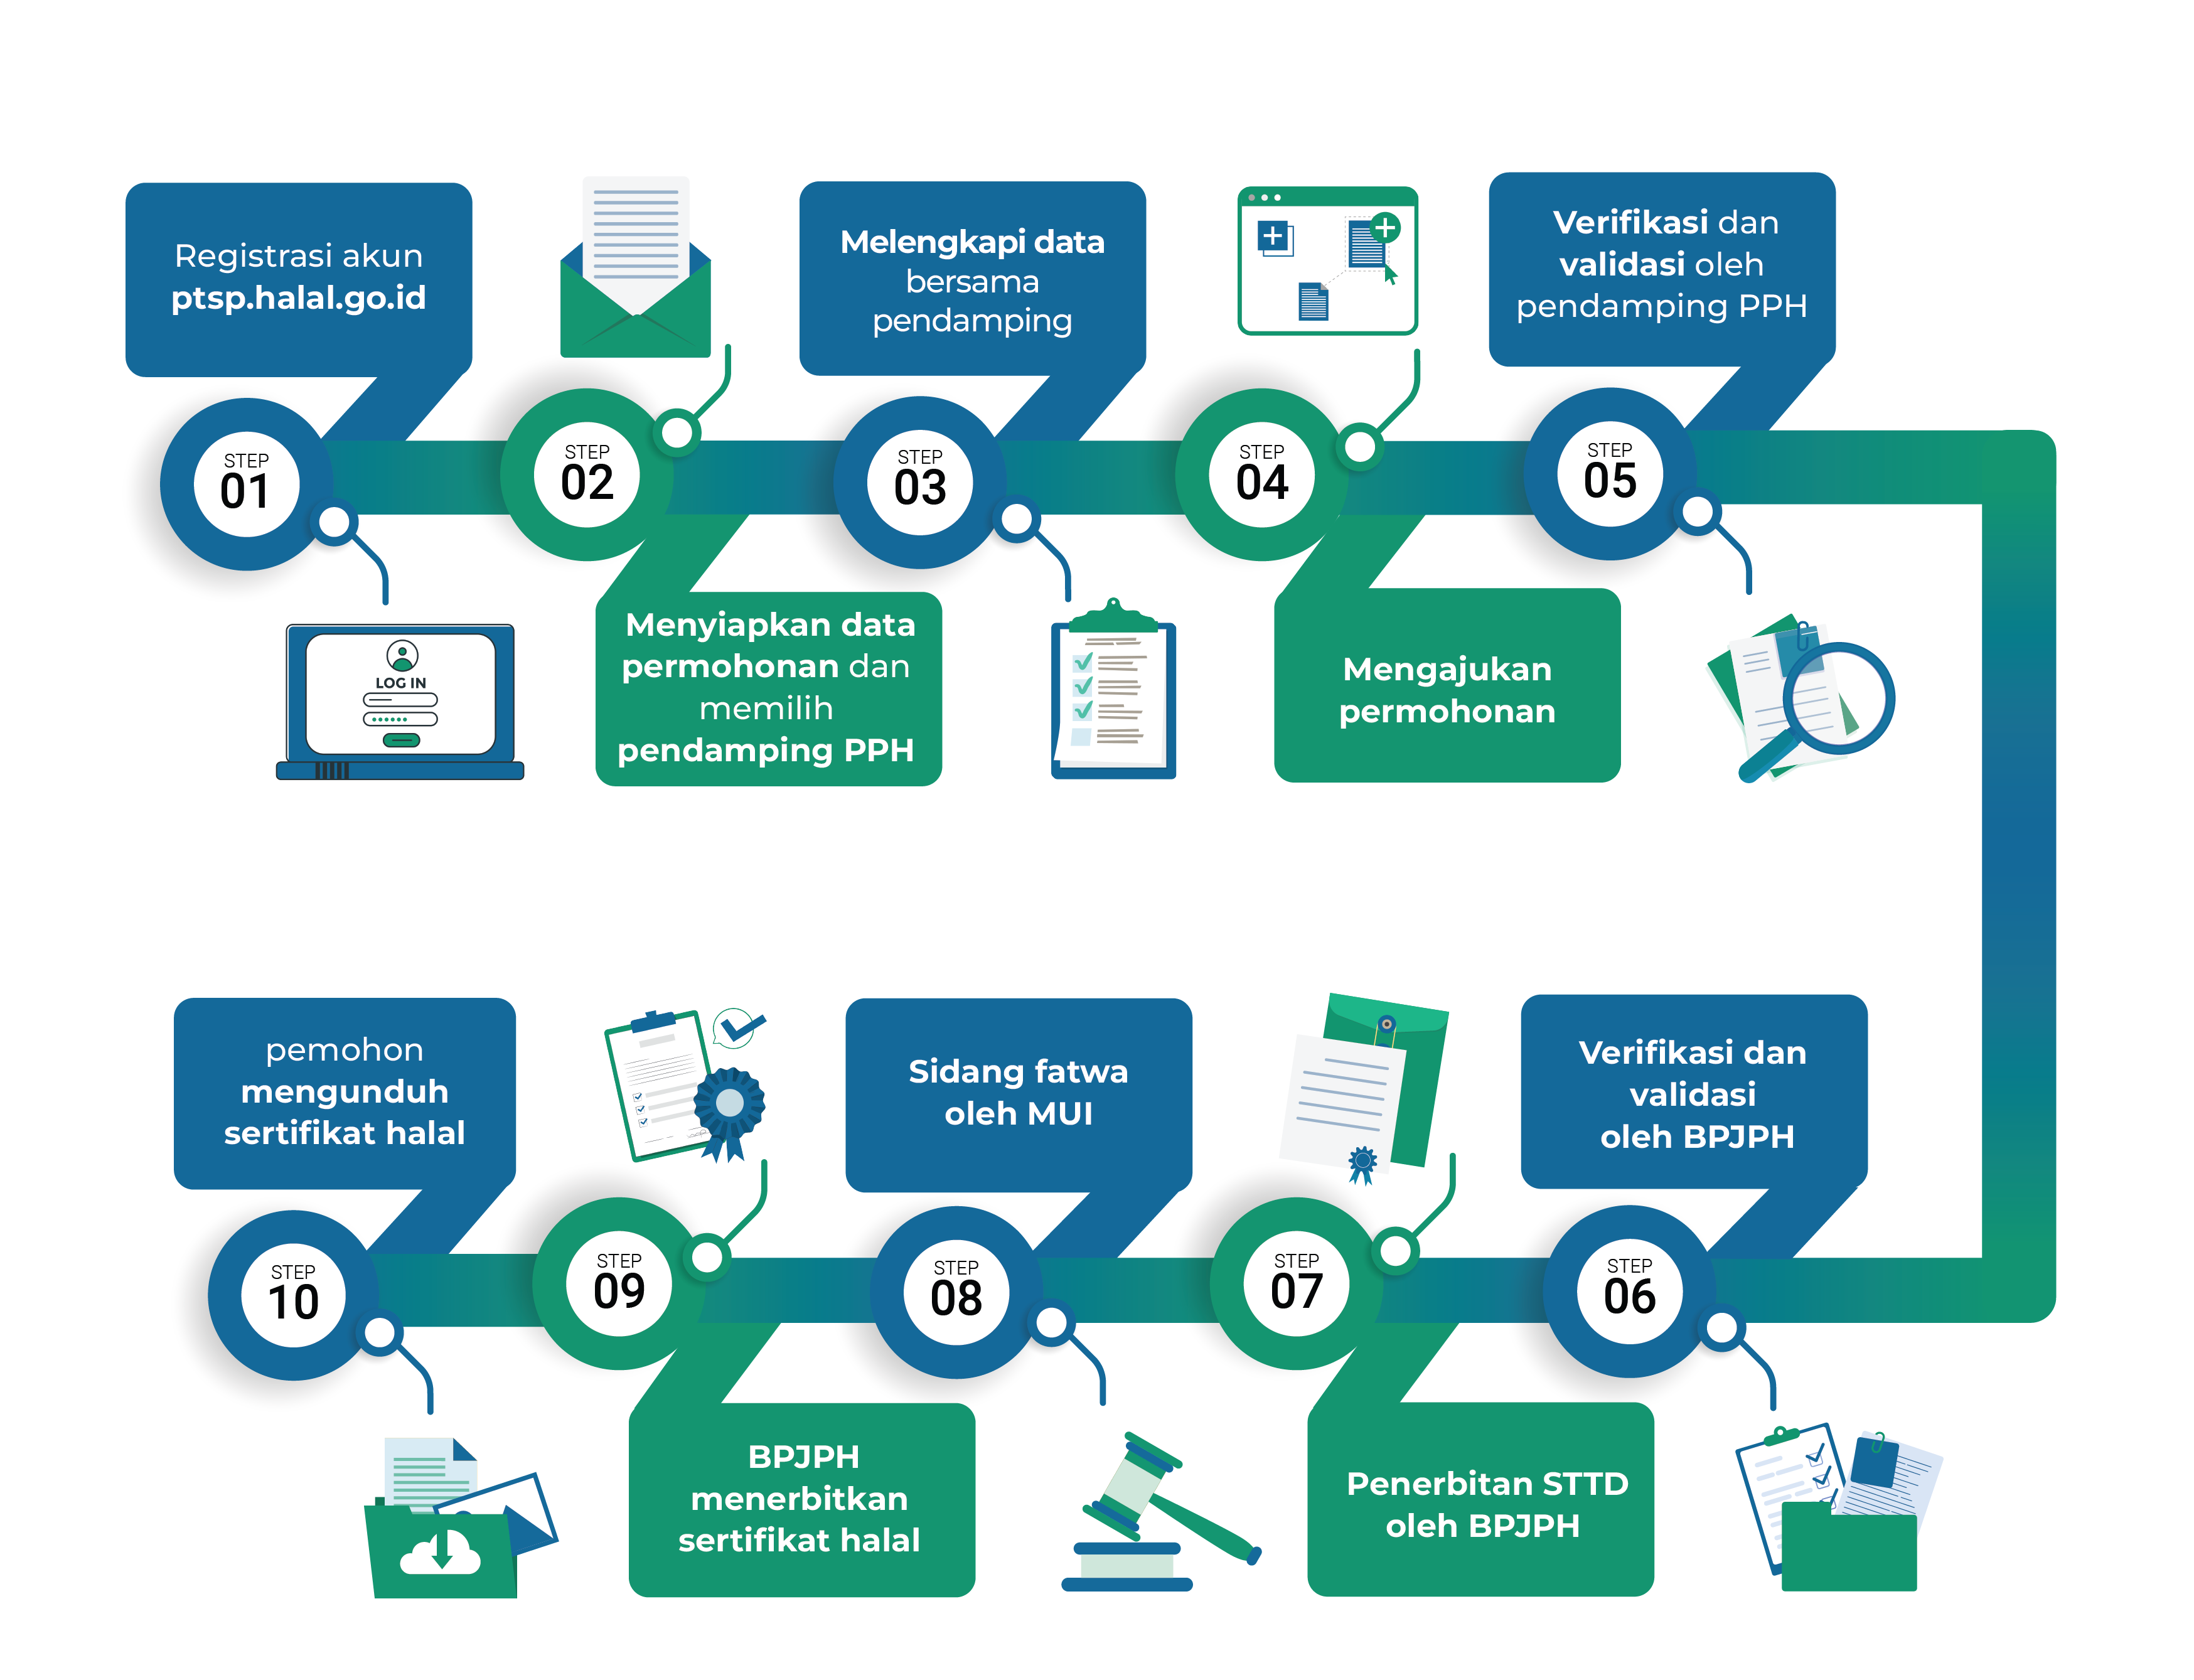 Registrasi akun
ptsp.halal.go.id
STEP
01
LOG IN
STEP
02
Menyiapkan data
permohonan dan
memilih
pendamping PPH
Melengkapi data
bersama
pendamping
STEP
03
STEP
04
Mengajukan
permohonan
Verifikasi dan
validasi oleh
pendamping PPH
STEP
05
Verifikasi dan
validasi
oleh BPJPH
STEP
06
STEP
07
Penerbitan STTD
oleh BPJPH
Sidang fatwa
oleh MUI
STEP
08
STEP
09
BPJPH
menerbitkan
sertifikat halal
pemohon
mengunduh
sertifikat halal
STEP
10